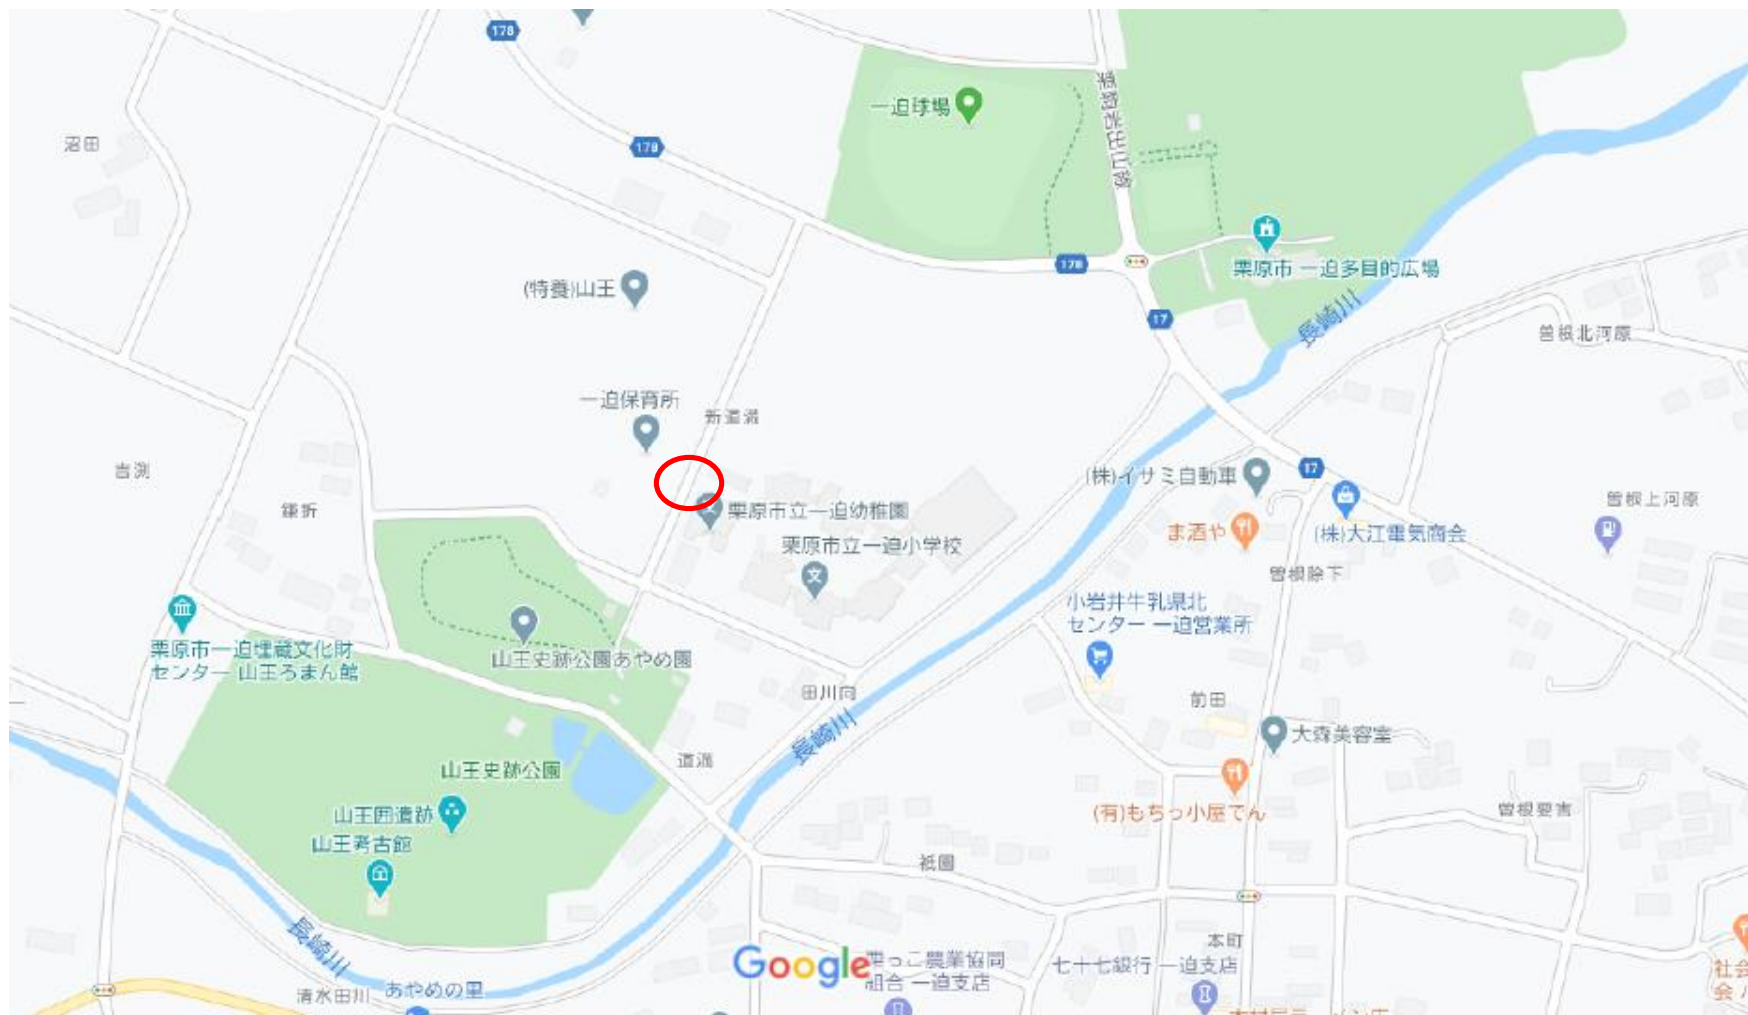 178
178
一迫球場
栗駒岩出山線
沼田
栗原市 一迫多目的広場
178
(特養)山王
17
長崎川
曽根北河原
一迫保育所
新道満
吉渕
鎌折
(株)イサミ自動車
17
曽根上河原
栗原市立一迫幼稚園
ま酒や
(株)大江電気商会
栗原市立一迫小学校
文
曽根除下
小岩井牛乳県北
センター 一迫営業所
栗原市一迫埋蔵文化財
センター 山王ろまん館
山王史跡公園あやめ園
田川向
前田
長崎川
大森美容室
道満
山王史跡公園
山王囲遺跡
(有)もちっ小屋でん
曽根要害
山王考古館
祇園
長崎川
本町
Google
栗っこ農業協同
組合 一迫支店
七十七銀行 一迫支店
清水田川
あやめの里
社会
会